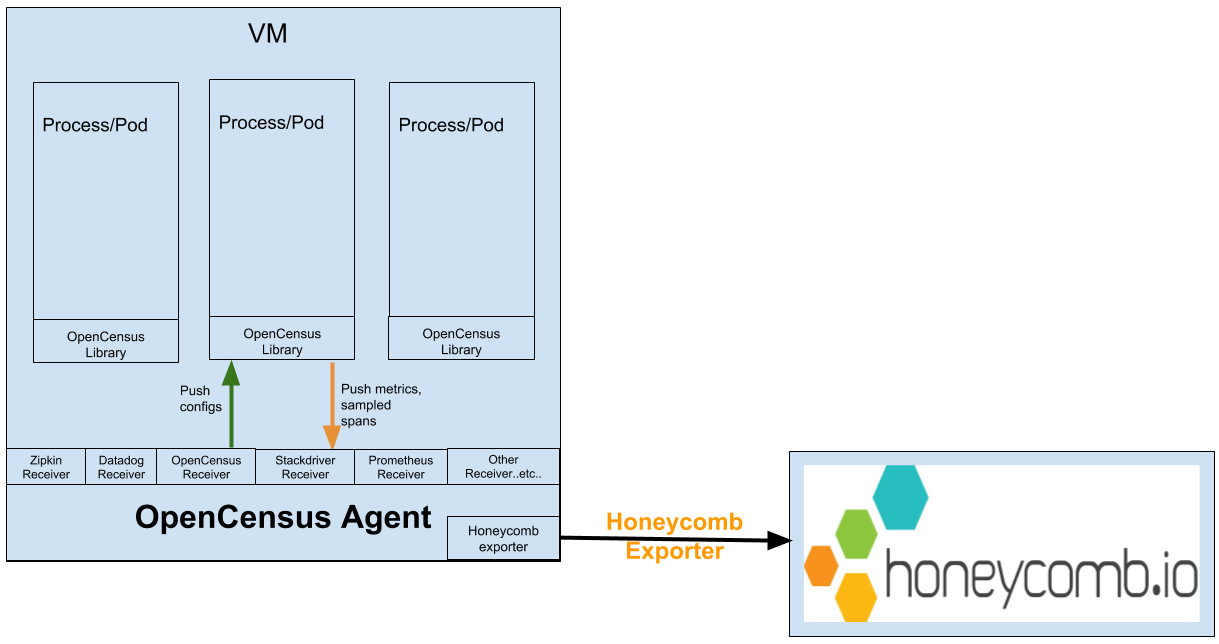 VM
Process/Pod
Process/Pod
Process/Pod
OpenCensus
Library
OpenCensus
Library
OpenCensus
Library
Push
configs
Push metrics,
sampled
spans
Zipkin
Receiver
Datadog
Receiver
OpenCensus
Receiver
Stackdriver
Receiver
Prometheus
Receiver
Other
Receiver..etc..
OpenCensus Agent
Honeycomb
exporter
Honeycomb
Exporter
honeycomb.io